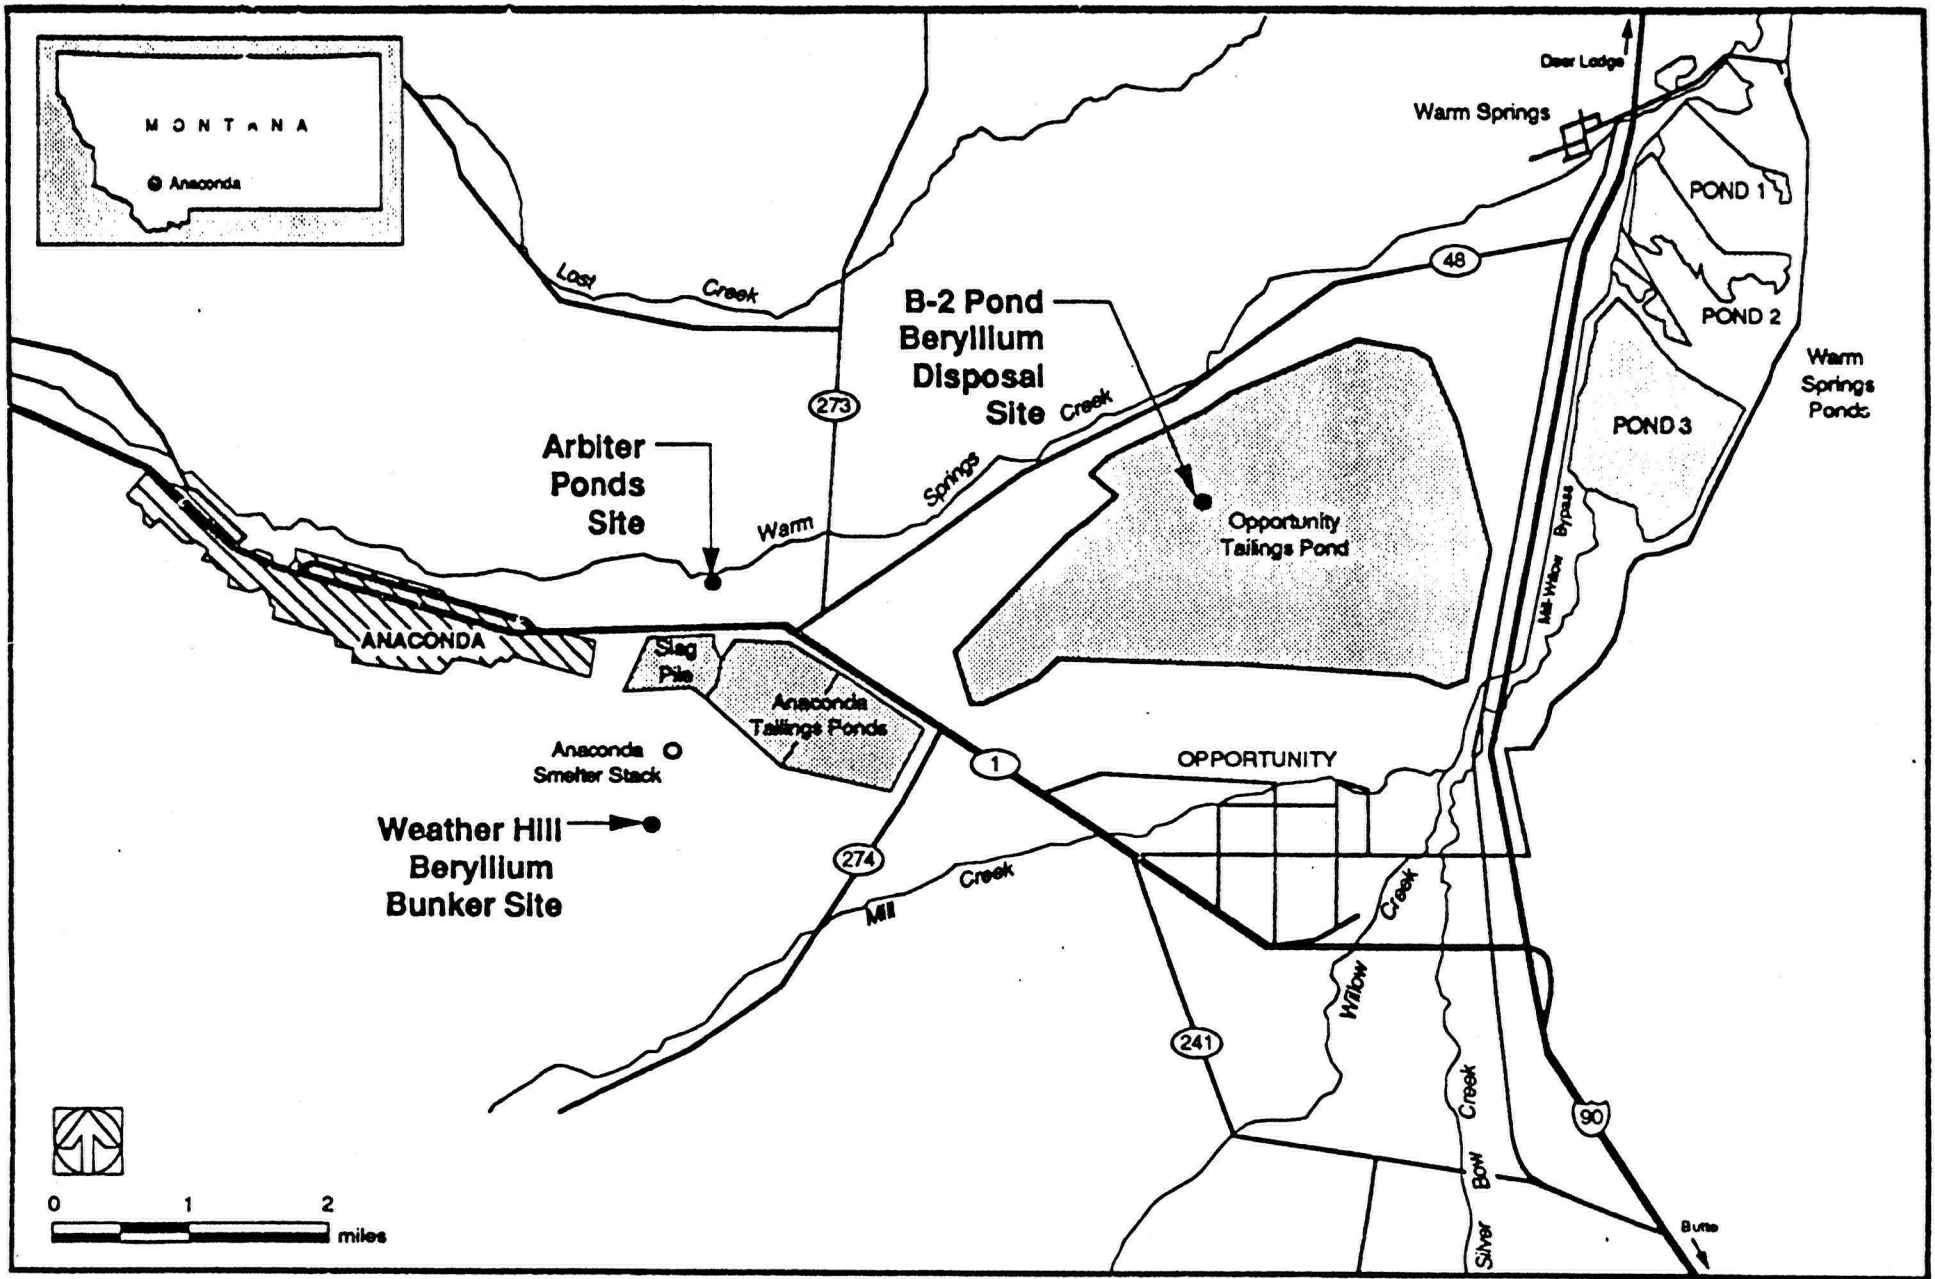 MONTANA
Anaconda
Deer Lodge
Warm Springs
POND 1
48
Lost Creek
B-2 Pond
Beryllium
Disposal
Site
POND 2
Warm
Springs
Ponds
273
POND 3
Arbiter
Ponds
Site
Warm Springs Creek
Opportunity
Tailings Pond
Mill-Willow Bypass
ANACONDA
Slag
Pile
Anaconda
Tailings Ponds
Anaconda
Smelter Stack
1
OPPORTUNITY
Weather Hill
Beryllium
Bunker Site
274
Mill Creek
Willow Creek
241
Silver Bow Creek
90
0 1 2
miles
Butte